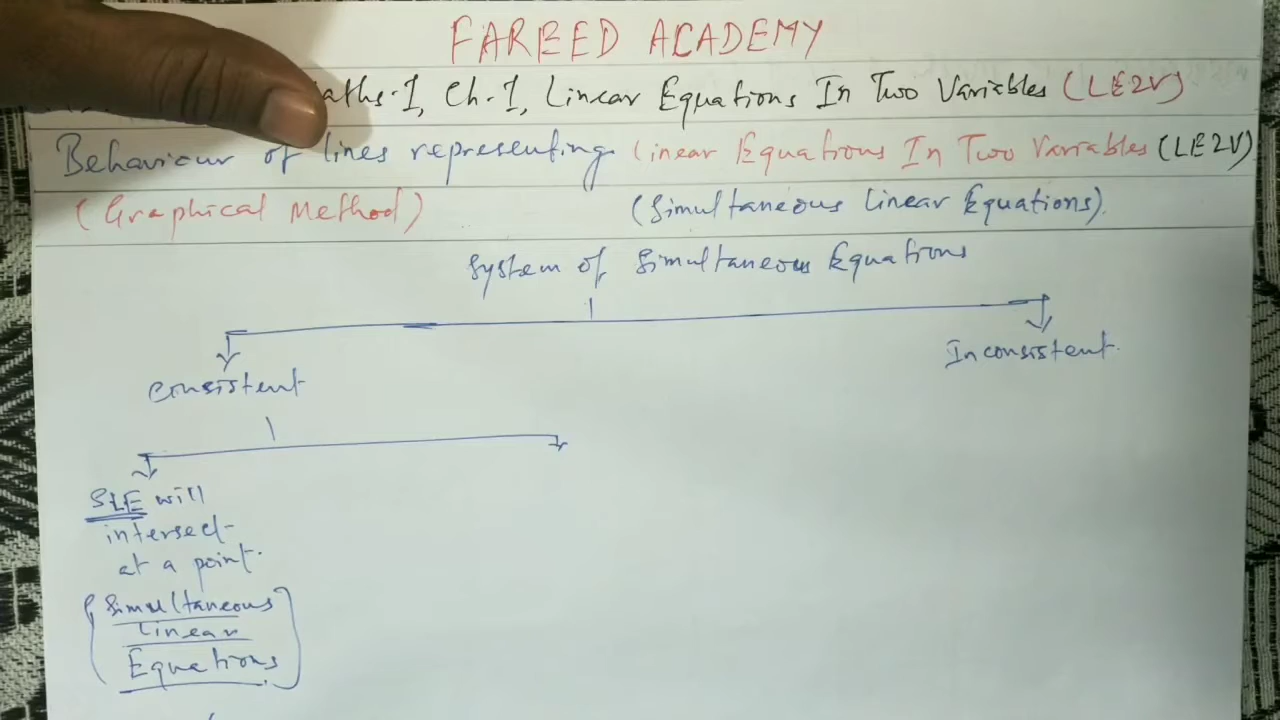 FAREED ACADEMY
Maths-I, Ch-I, Linear Equations In Two Variables (LE2V)
Behaviour of lines representing Linear Equations In Two Variables (LE2V)
(Graphical Method) (Simultaneous Linear Equations).
System of Simultaneous Equations
Consistent
Inconsistent.
SLE will
intersect
at a point.
(Simultaneous
Linear
Equations)